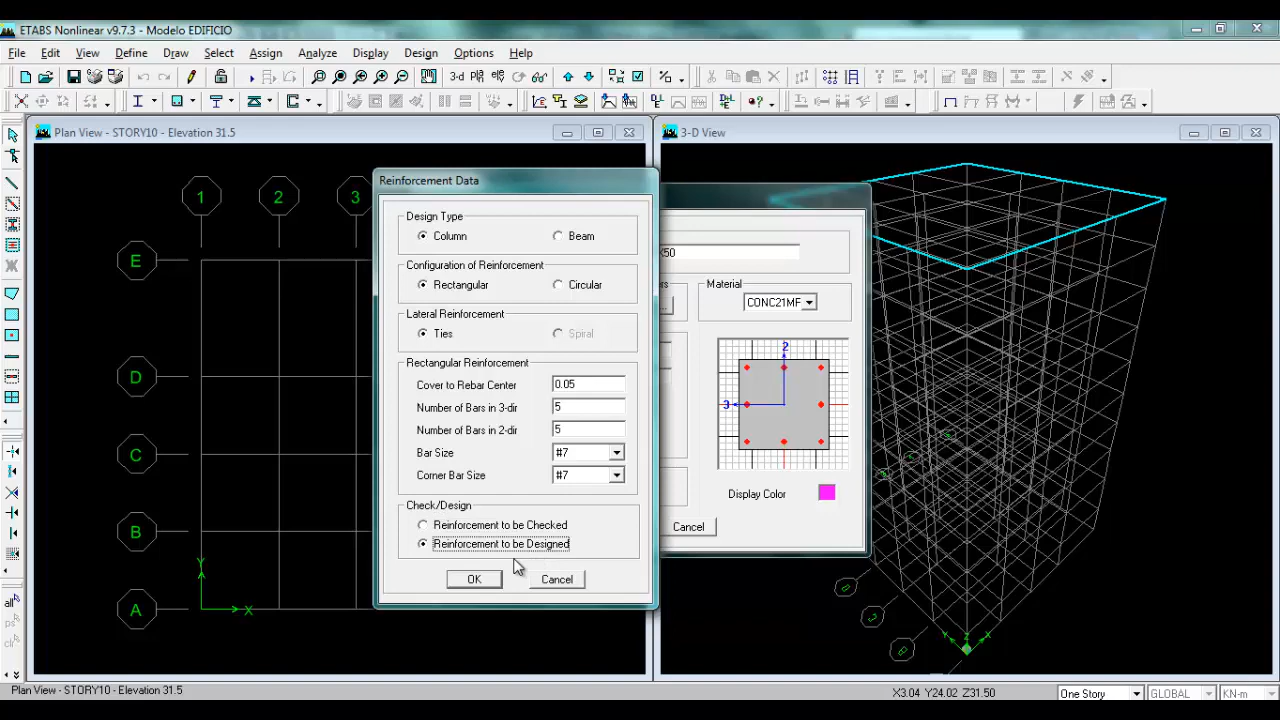 ETABS Nonlinear v9.7.3 - Modelo EDIFICIO
File Edit View Define Draw Select Assign Analyze Display Design Options Help
3-d
Plan View - STORY10 - Elevation 31.5
3-D View
1 2 3
E
D
C
B
A
Y
X
Reinforcement Data
Design Type
Column Beam
Configuration of Reinforcement
Rectangular Circular
Lateral Reinforcement
Ties Spiral
Rectangular Reinforcement
Cover to Rebar Center 0.05
Number of Bars in 3-dir 5
Number of Bars in 2-dir 5
Bar Size #7
Corner Bar Size #7
Check/Design
Reinforcement to be Checked
Reinforcement to be Designed
OK Cancel
X50
Material
CONC21MF
2
3
Display Color
Cancel
Y Z X
all
ps
clr
Plan View - STORY10 - Elevation 31.5
X3.04 Y24.02 Z31.50
One Story
GLOBAL
KN-m